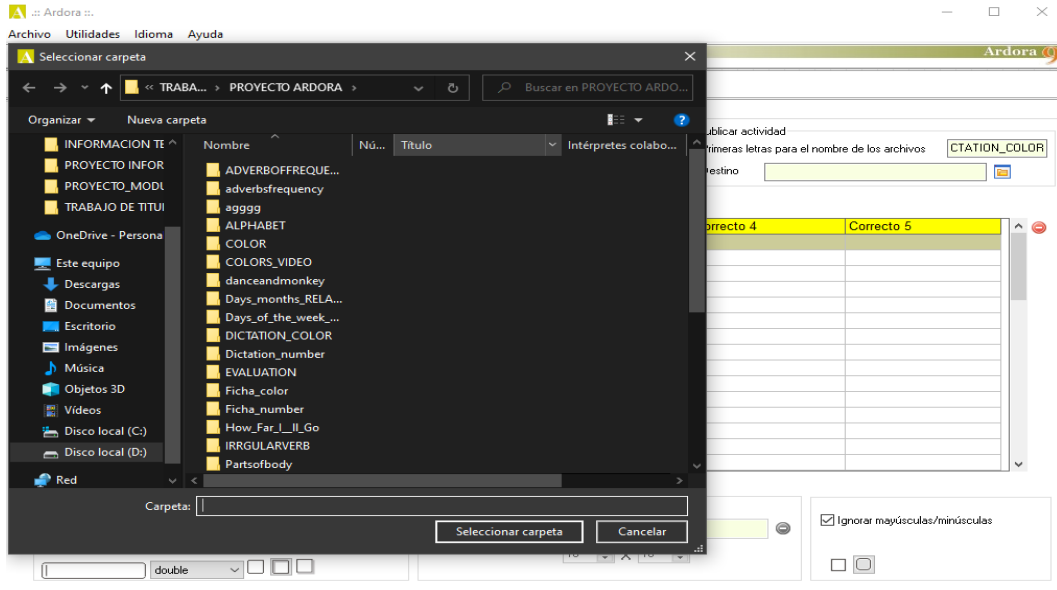 .:: Ardora ::.
Archivo Utilidades Idioma Ayuda
Seleccionar carpeta
Ardora 9
« TRABA... › PROYECTO ARDORA ›
Buscar en PROYECTO ARDO...
Organizar
Nueva carpeta
INFORMACION TE
PROYECTO INFOR
PROYECTO_MODU
TRABAJO DE TITUI
OneDrive - Persona
Este equipo
Descargas
Documentos
Escritorio
Imágenes
Música
Objetos 3D
Vídeos
Disco local (C:)
Disco local (D:)
Red
Nombre Nú... Título Intérpretes colabo...
ADVERBOFFREQUE...
adverbsfrequency
agggg
ALPHABET
COLOR
COLORS_VIDEO
danceandmonkey
Days_months_RELA...
Days_of_the_week_...
DICTATION_COLOR
Dictation_number
EVALUATION
Ficha_color
Ficha_number
How_Far_I__ll_Go
IRRGULARVERB
Partsofbody
Carpeta:
Seleccionar carpeta Cancelar
ublicar actividad
rimeras letras para el nombre de los archivos CTATION_COLOR
estino
orrecto 4 Correcto 5
Ignorar mayúsculas/minúsculas
double